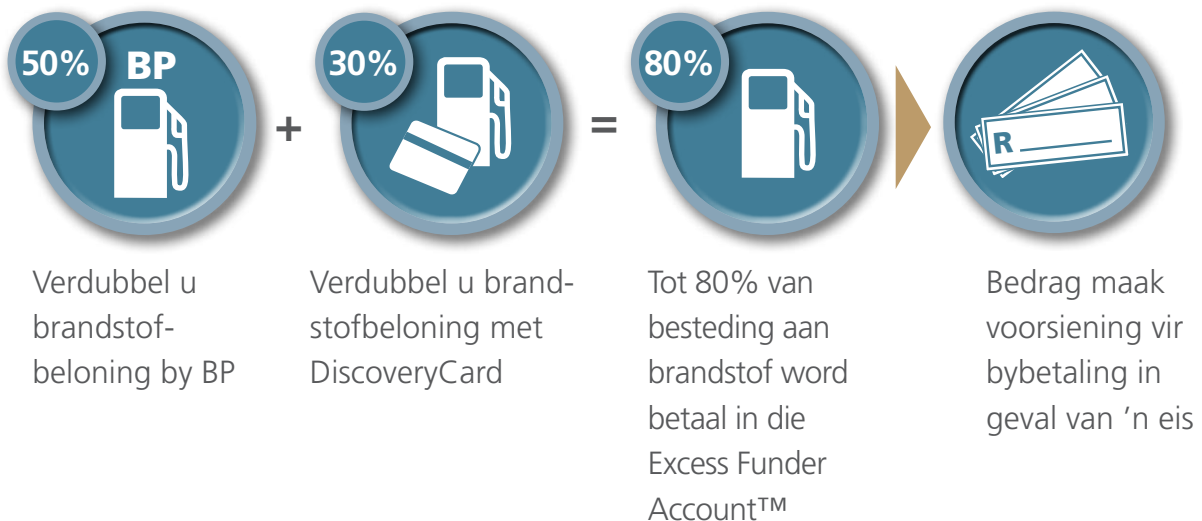 50%
BP
+
30%
=
80%
R
Verdubbel u
brandstof-
beloning by BP
Verdubbel u brand-
stofbeloning met
DiscoveryCard
Tot 80% van
besteding aan
brandstof word
betaal in die
Excess Funder
Account™
Bedrag maak
voorsiening vir
bybetaling in
geval van ’n eis